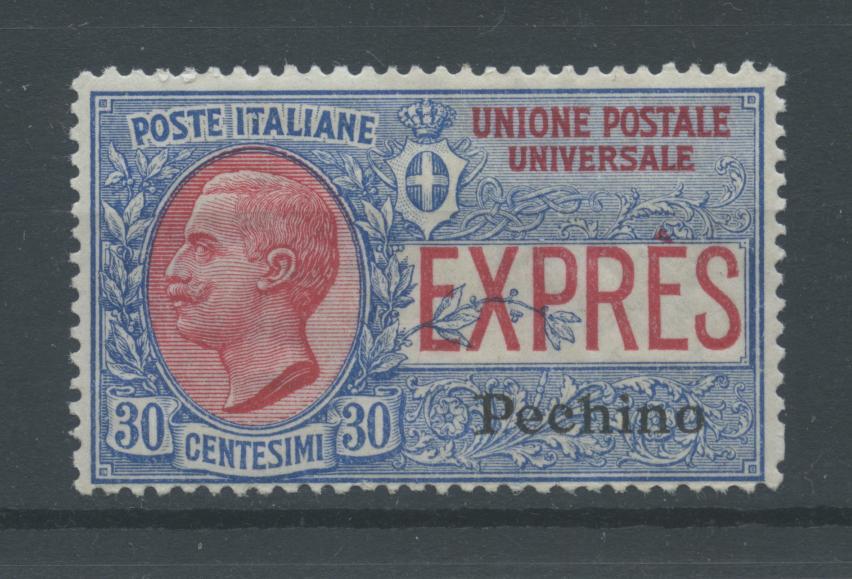 POSTE ITALIANE
UNIONE POSTALE
UNIVERSALE
EXPRÈS
Pechino
30 CENTESIMI 30